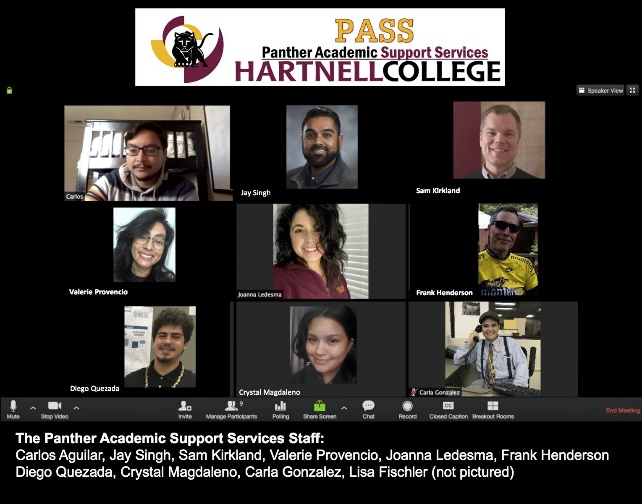 PASS
Panther Academic Support Services
HARTNELLCOLLEGE
Speaker View
Carlos
Jay Singh
Sam Kirkland
Valerie Provencio
Joanna Ledesma
Frank Henderson
Diego Quezada
Crystal Magdaleno
Carla Gonzalez
Mute
Stop Video
Invite
9
Manage Participants
Polling
Share Screen
Chat
Record
Closed Caption
Breakout Rooms
End Meeting
The Panther Academic Support Services Staff:
Carlos Aguilar, Jay Singh, Sam Kirkland, Valerie Provencio, Joanna Ledesma, Frank Henderson
Diego Quezada, Crystal Magdaleno, Carla Gonzalez, Lisa Fischler (not pictured)